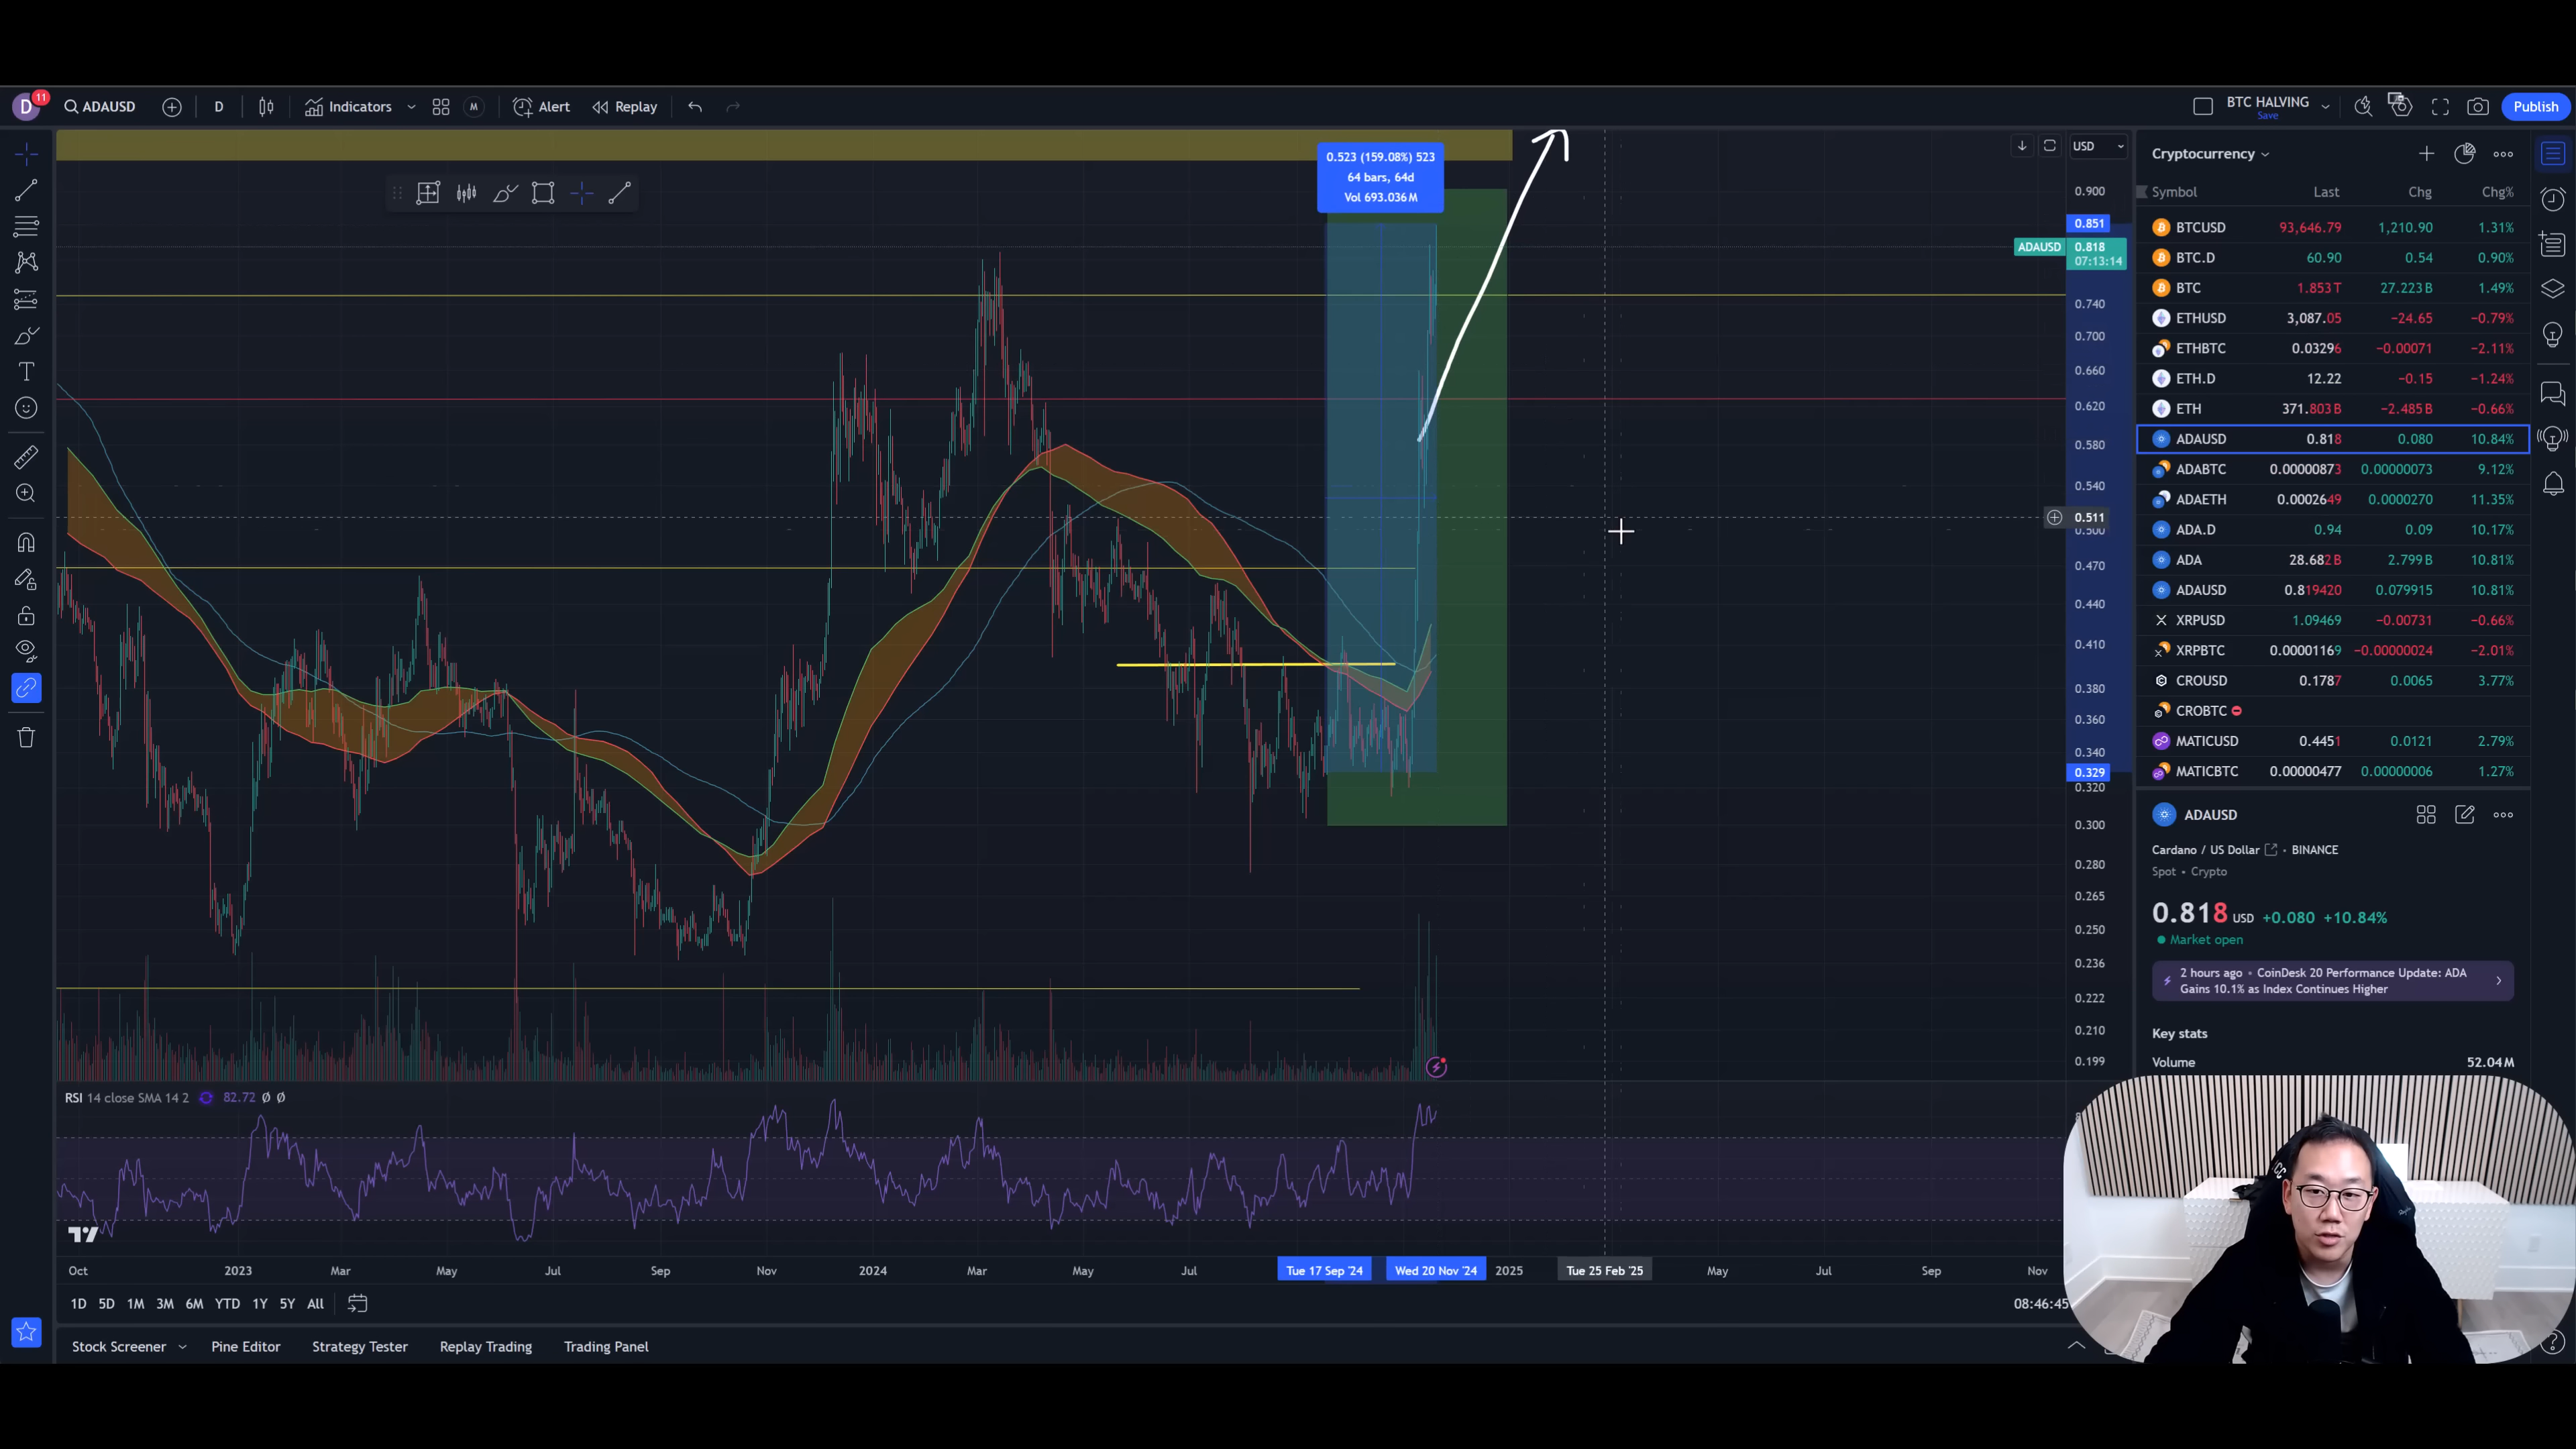 D 11 ADAUSD D Indicators M Alert Replay BTC HALVING Save Publish
0.523 (159.08%) 523
64 bars, 64d
Vol 693.036 M
USD
0.900
0.851
ADAUSD 0.818
07:13:14
0.740
0.700
0.660
0.620
0.580
0.540
0.511
0.500
0.470
0.440
0.410
0.380
0.360
0.340
0.329
0.320
0.300
0.280
0.265
0.250
0.236
0.222
0.210
0.199
RSI 14 close SMA 14 2 82.72 Ø Ø
Oct 2023 Mar May Jul Sep Nov 2024 Mar May Jul Tue 17 Sep '24 Wed 20 Nov '24 2025 Tue 25 Feb '25 May Jul Sep Nov
1D 5D 1M 3M 6M YTD 1Y 5Y All
08:46:45
Stock Screener Pine Editor Strategy Tester Replay Trading Trading Panel
Cryptocurrency
Symbol Last Chg Chg%
BTCUSD 93,646.79 1,210.90 1.31%
BTC.D 60.90 0.54 0.90%
BTC 1.853 T 27.223 B 1.49%
ETHUSD 3,087.05 −24.65 −0.79%
ETHBTC 0.03296 −0.00071 −2.11%
ETH.D 12.22 −0.15 −1.24%
ETH 371.803 B −2.485 B −0.66%
ADAUSD 0.818 0.080 10.84%
ADABTC 0.00000873 0.00000073 9.12%
ADAETH 0.0002649 0.0000270 11.35%
ADA.D 0.94 0.09 10.17%
ADA 28.682 B 2.799 B 10.81%
ADAUSD 0.819420 0.079915 10.81%
XRPUSD 1.09469 −0.00731 −0.66%
XRPBTC 0.00001169 −0.00000024 −2.01%
CROUSD 0.1787 0.0065 3.77%
CROBTC
MATICUSD 0.4451 0.0121 2.79%
MATICBTC 0.00000477 0.00000006 1.27%
ADAUSD
Cardano / US Dollar • BINANCE
Spot • Crypto
0.818 USD +0.080 +10.84%
Market open
2 hours ago • CoinDesk 20 Performance Update: ADA
Gains 10.1% as Index Continues Higher
Key stats
Volume 52.04 M